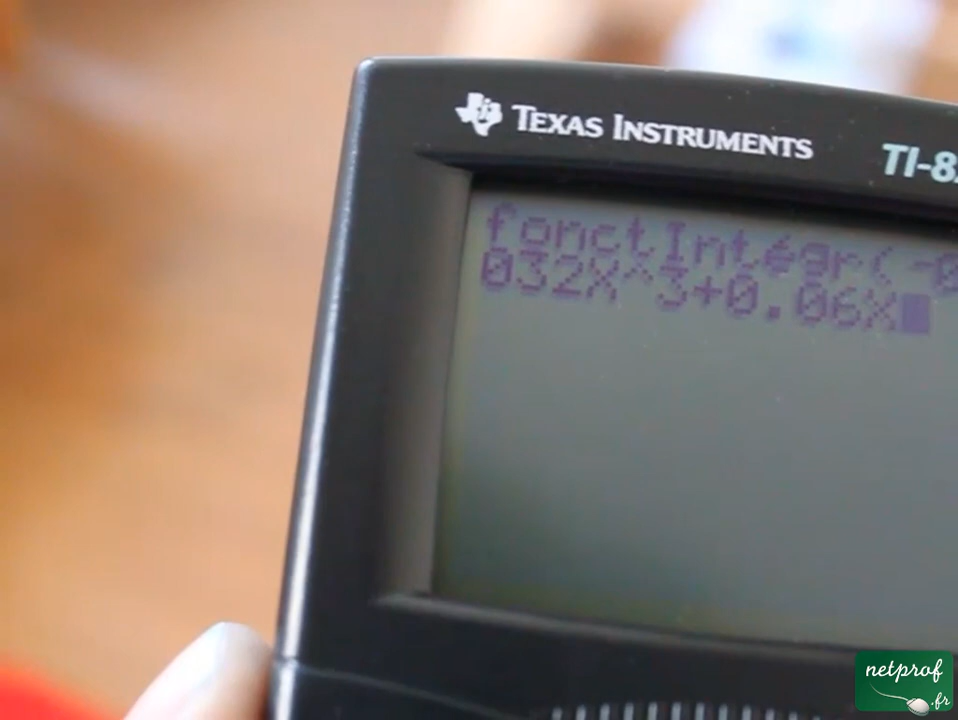 TEXAS INSTRUMENTS
TI-8
fonctIntégr(-0
032X^3+0.06X
netprof
.fr